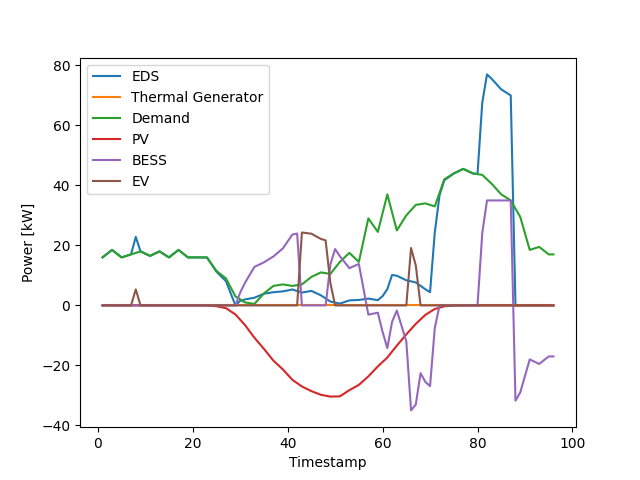 80
60
40
20
0
−20
−40
Power [kW]
EDS
Thermal Generator
Demand
PV
BESS
EV
0
20
40
60
80
100
Timestamp